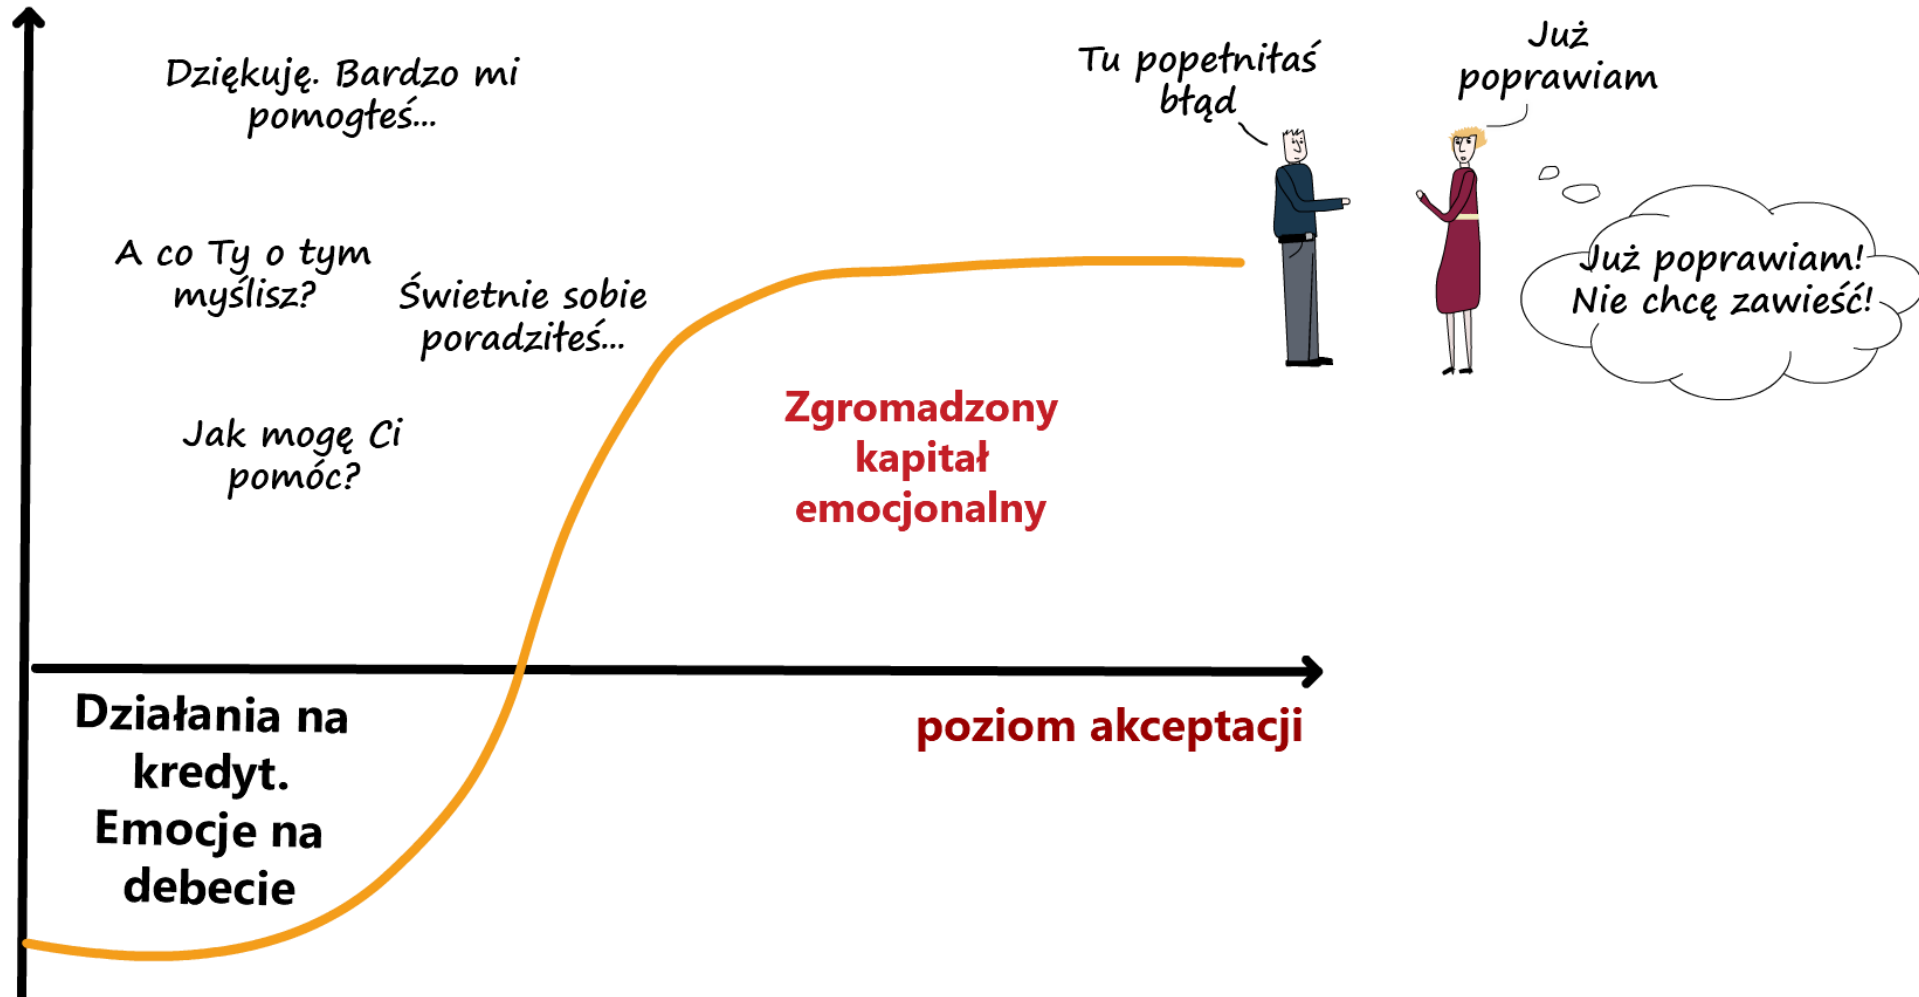 Dziękuję. Bardzo mi
pomogłeś...
A co Ty o tym
myślisz?
Świetnie sobie
poradziłeś...
Jak mogę Ci
pomóc?
Tu popełniłaś
błąd
Już
poprawiam
Już poprawiam!
Nie chcę zawieść!
Zgromadzony
kapitał
emocjonalny
Działania na
kredyt.
Emocje na
debecie
poziom akceptacji